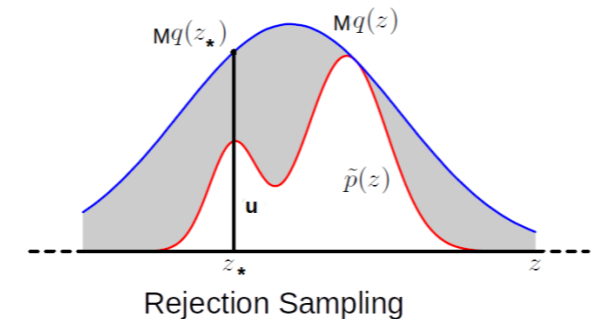 Mq(z)
Mq(z*)
p̃(z)
u
z* z
Rejection Sampling